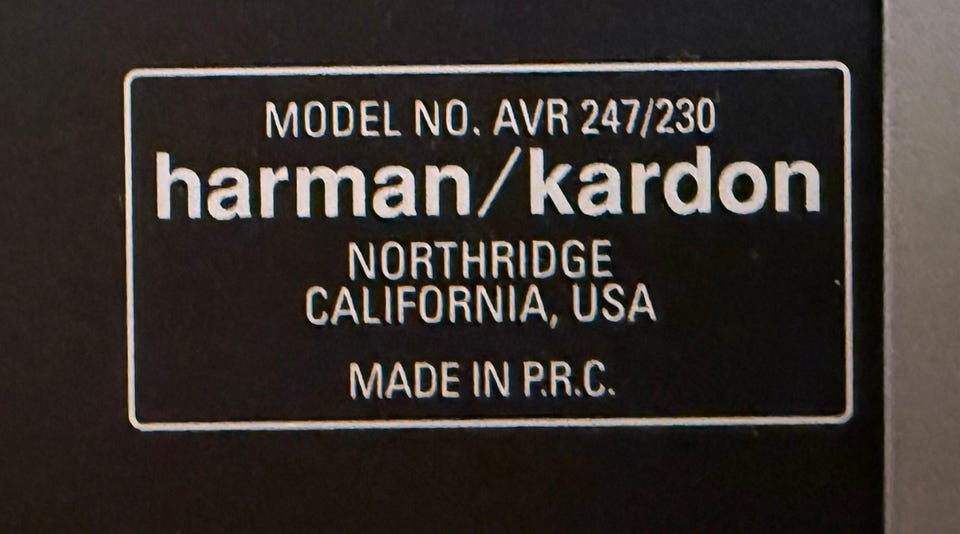 MODEL NO. AVR 247/230
harman/kardon
NORTHRIDGE
CALIFORNIA, USA
MADE IN P.R.C.